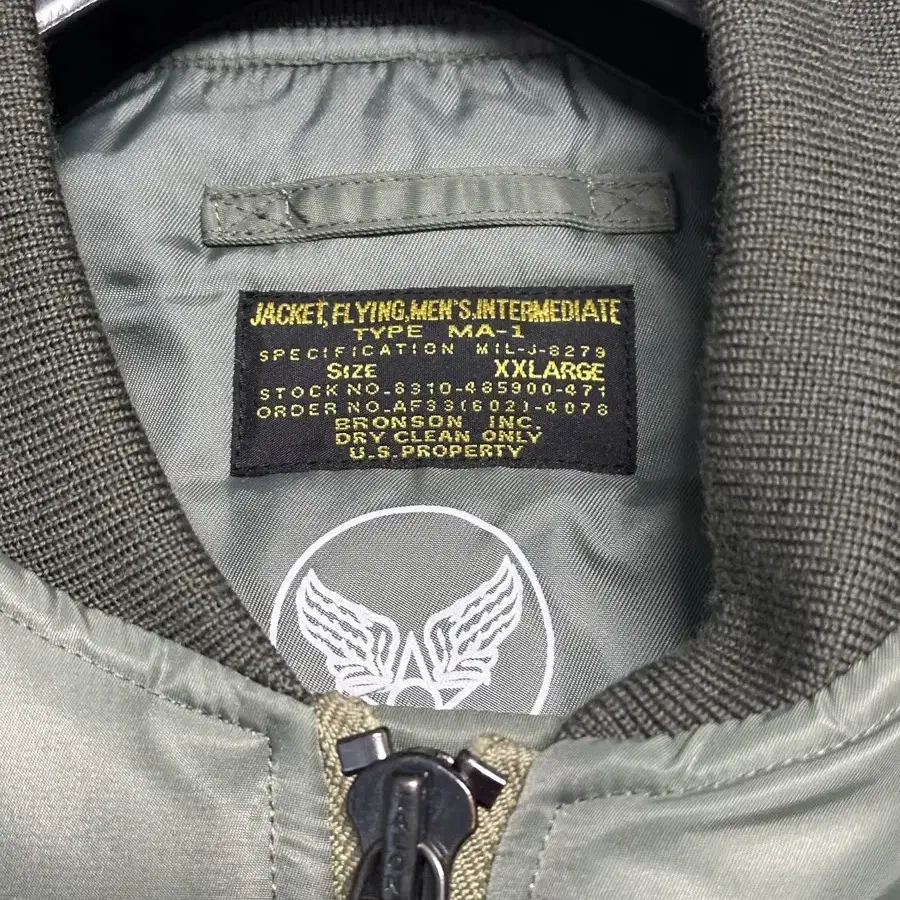 JACKET, FLYING, MEN'S, INTERMEDIATE
TYPE MA-1
SPECIFICATION MIL-J-8279
SIZE XXLARGE
STOCK NO. 8310-485900-471
ORDER NO. AF33(602)-4078
BRONSON INC.
DRY CLEAN ONLY
U.S. PROPERTY